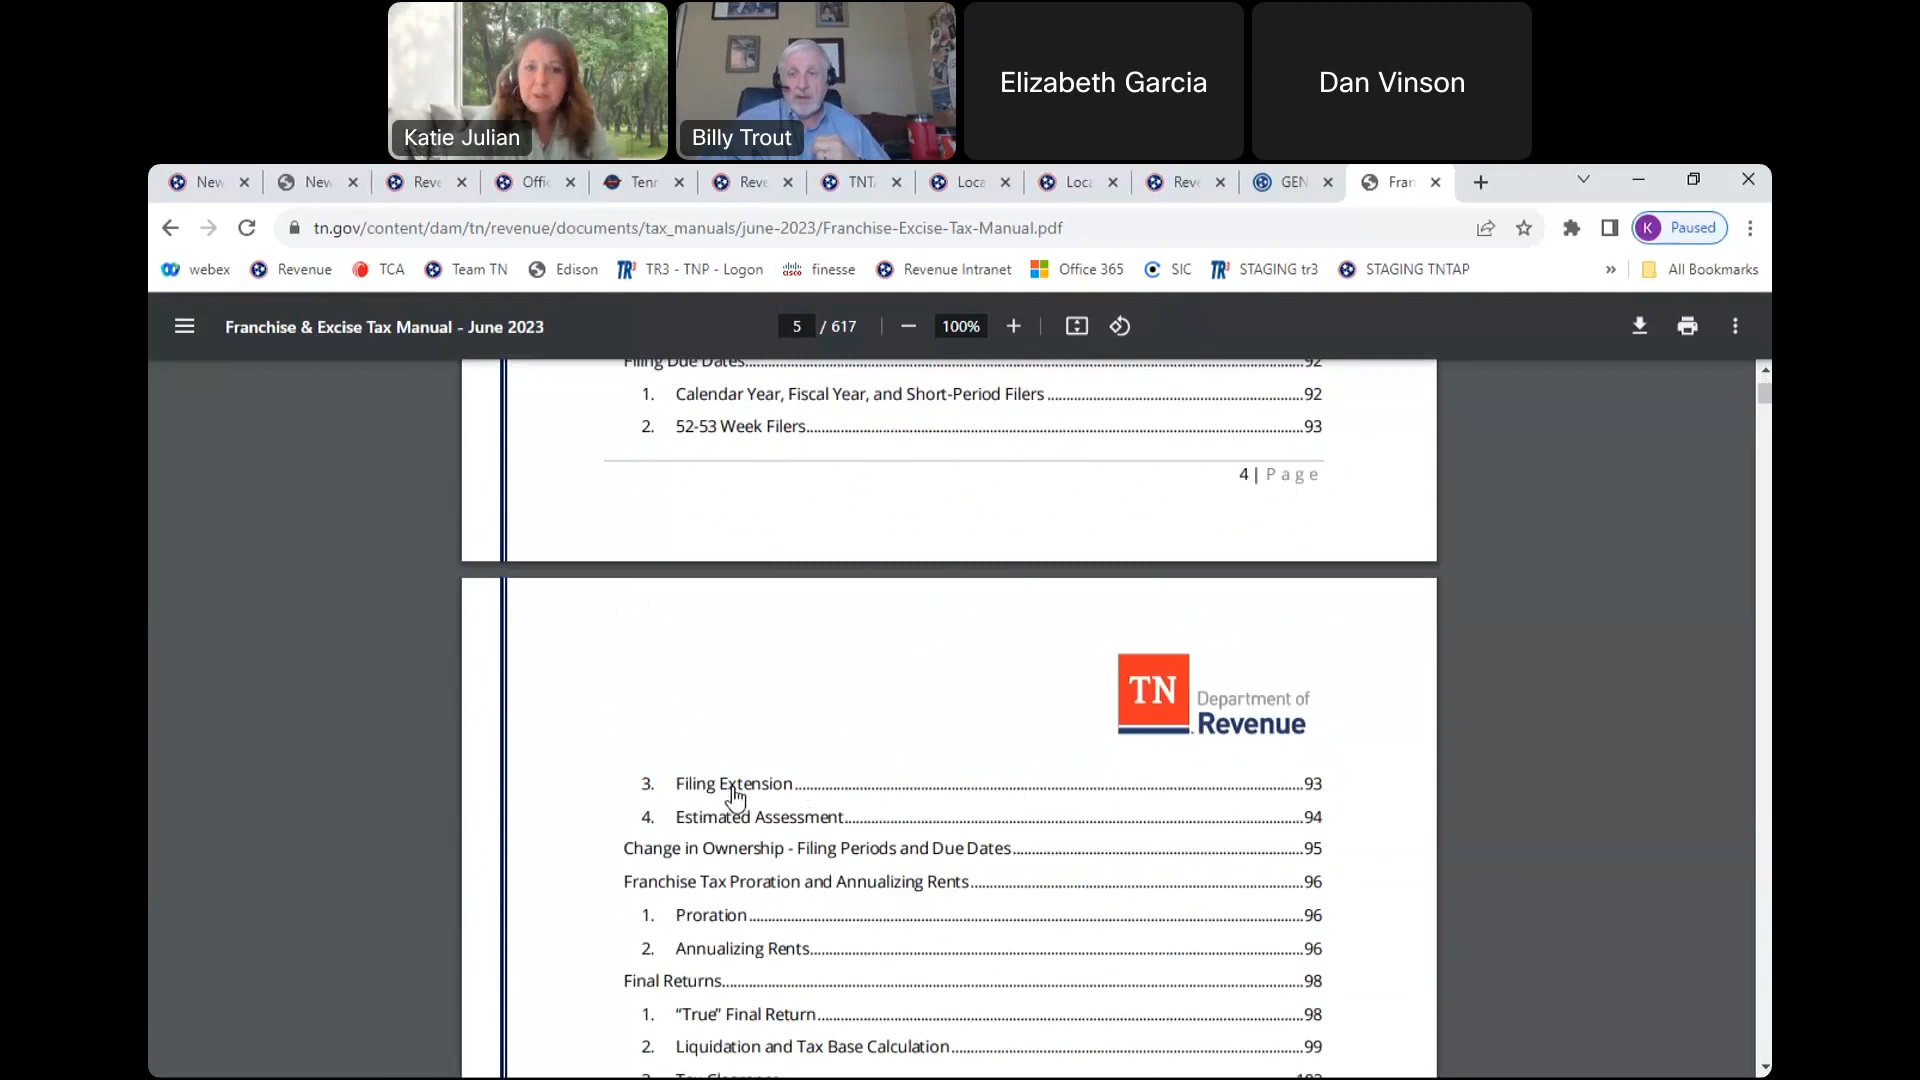 Katie Julian
Billy Trout
Elizabeth Garcia
Dan Vinson
New
New
Reve
Offic
Tenr
Reve
TNT
Loca
Loca
Reve
GEN
Fran
tn.gov/content/dam/tn/revenue/documents/tax_manuals/june-2023/Franchise-Excise-Tax-Manual.pdf
K Paused
webex Revenue TCA Team TN Edison TR3 - TNP - Logon finesse Revenue Intranet Office 365 SIC STAGING tr3 STAGING TNTAP » All Bookmarks
Franchise & Excise Tax Manual - June 2023
5 / 617 100%
Filing Due Dates 92
1. Calendar Year, Fiscal Year, and Short-Period Filers 92
2. 52-53 Week Filers 93
4 | Page
TN Department of
Revenue
3. Filing Extension 93
4. Estimated Assessment 94
Change in Ownership - Filing Periods and Due Dates 95
Franchise Tax Proration and Annualizing Rents 96
1. Proration 96
2. Annualizing Rents 96
Final Returns 98
1. “True” Final Return 98
2. Liquidation and Tax Base Calculation 99